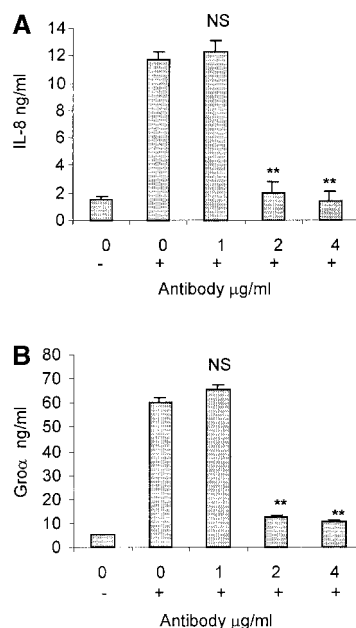 A
NS
14
12
10
8
6
4
2
0
IL-8 ng/ml
**
**
0 0 1 2 4
- + + + +
Antibody μg/ml
B
NS
80
70
60
50
40
30
20
10
0
Groα ng/ml
**
**
0 0 1 2 4
- + + + +
Antibody μg/ml